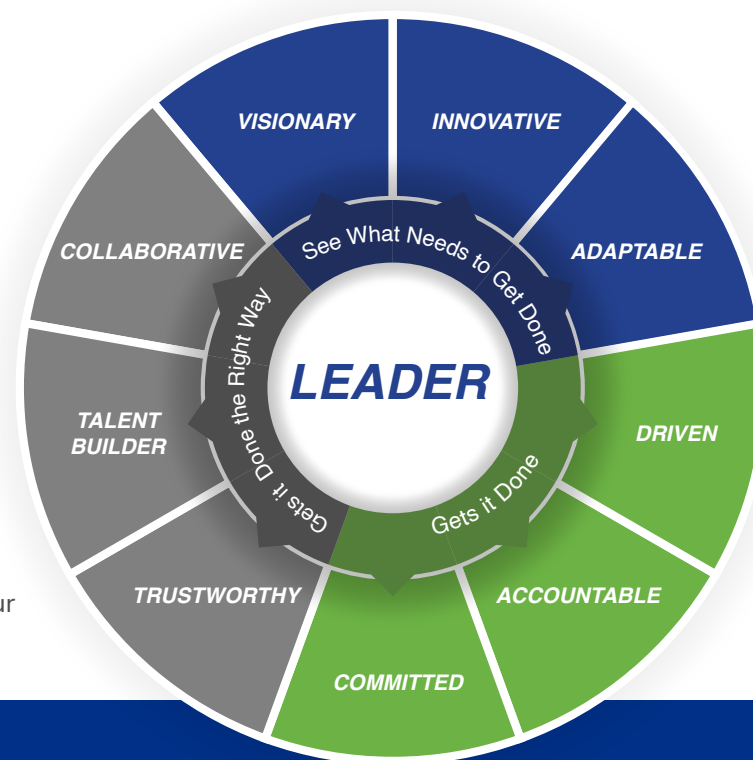 VISIONARY
INNOVATIVE
COLLABORATIVE
ADAPTABLE
See What Needs to Get Done
Gets it Done the Right Way
LEADER
TALENT
BUILDER
DRIVEN
Gets it Done
TRUSTWORTHY
ACCOUNTABLE
COMMITTED